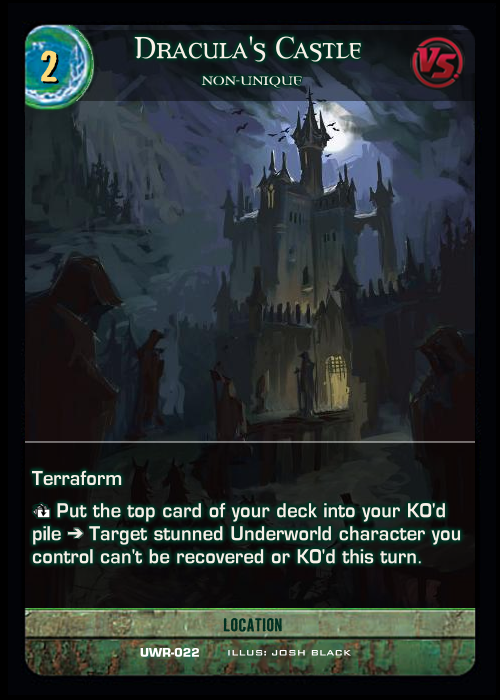 2
Dracula's Castle
NON-UNIQUE
VS.
Terraform
Put the top card of your deck into your KO'd
pile → Target stunned Underworld character you
control can't be recovered or KO'd this turn.
LOCATION
UWR-022 ILLUS: JOSH BLACK